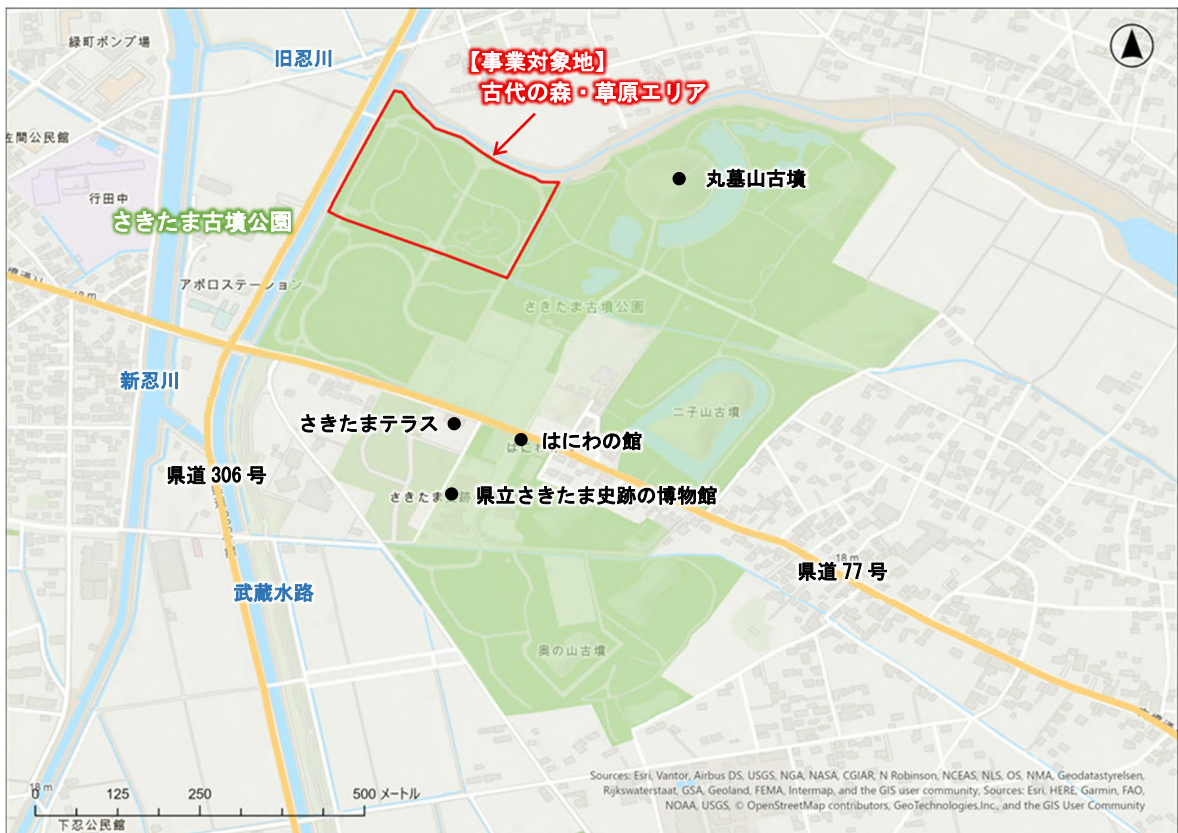 緑町ポンプ場
旧忍川
【事業対象地】
古代の森・草原エリア
佐間公民館
行田中
丸墓山古墳
さきたま古墳公園
アポロステーション
18 m
さきたま古墳公園
新忍川
二子山古墳
さきたまテラス
はにわの館
県道 306 号
県立さきたま史跡の博物館
さきたま
18 m
県道 77 号
武蔵水路
奥の山古墳
18 m
0 125 250 500 メートル
下忍公民館
Sources: Esri, Vantor, Airbus DS, USGS, NGA, NASA, CGIAR, N Robinson, NCEAS, NLS, OS, NMA, Geodatastyrelsen,
Rijkswaterstaat, GSA, Geoland, FEMA, Intermap, and the GIS user community, Sources: Esri, HERE, Garmin, FAO,
NOAA, USGS, © OpenStreetMap contributors, GeoTechnologies,Inc., and the GIS User Community